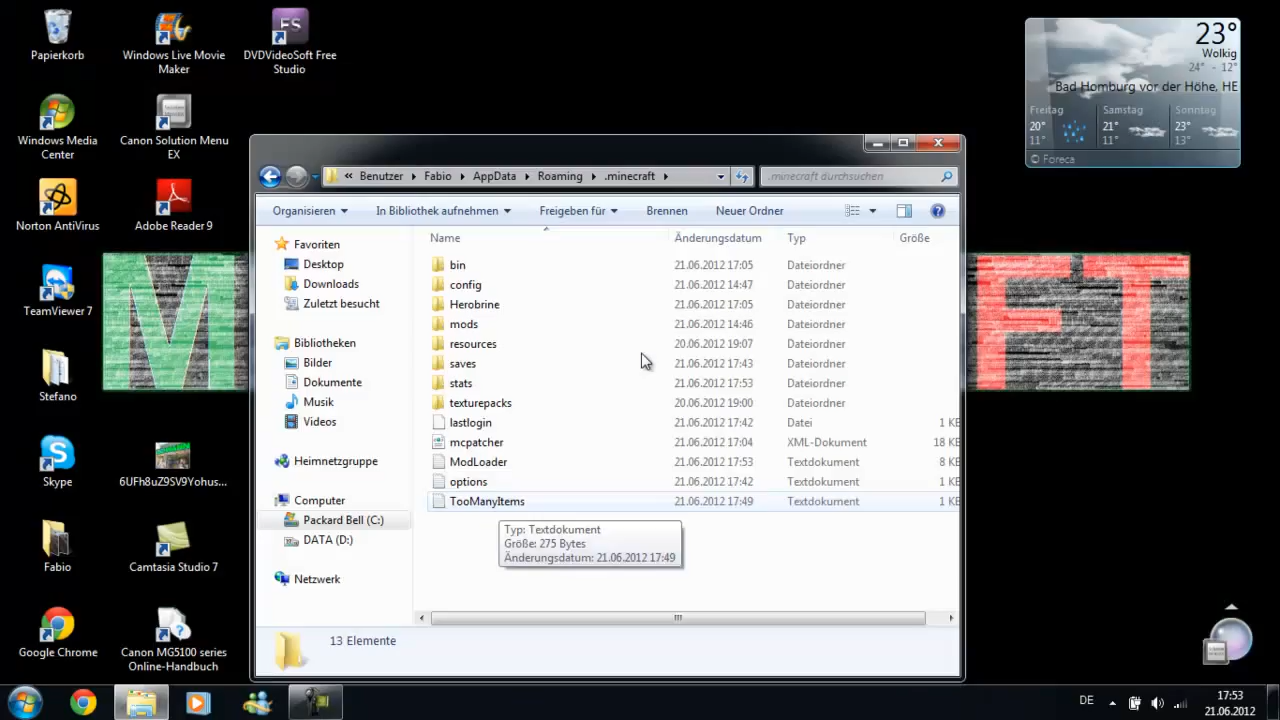 Papierkorb
Windows Live Movie
Maker
DVDVideoSoft Free
Studio
Windows Media
Center
Canon Solution Menu
EX
Norton AntiVirus
Adobe Reader 9
TeamViewer 7
Stefano
Skype
6UFh8uZ9SV9Yohus...
Fabio
Camtasia Studio 7
Google Chrome
Canon MG5100 series
Online-Handbuch
23°
Wolkig
24° - 12°
Bad Homburg vor der Höhe, HE
Freitag
20°
11°
Samstag
21°
11°
Sonntag
23°
13°
© Foreca
« Benutzer Fabio AppData Roaming .minecraft
.minecraft durchsuchen
Organisieren In Bibliothek aufnehmen Freigeben für Brennen Neuer Ordner
Favoriten
Desktop
Downloads
Zuletzt besucht
Bibliotheken
Bilder
Dokumente
Musik
Videos
Heimnetzgruppe
Computer
Packard Bell (C:)
DATA (D:)
Netzwerk
Name Änderungsdatum Typ Größe
bin 21.06.2012 17:05 Dateiordner
config 21.06.2012 14:47 Dateiordner
Herobrine 21.06.2012 17:05 Dateiordner
mods 21.06.2012 14:46 Dateiordner
resources 20.06.2012 19:07 Dateiordner
saves 21.06.2012 17:43 Dateiordner
stats 21.06.2012 17:53 Dateiordner
texturepacks 20.06.2012 19:00 Dateiordner
lastlogin 21.06.2012 17:42 Datei 1 KB
mcpatcher 21.06.2012 17:04 XML-Dokument 18 KB
ModLoader 21.06.2012 17:53 Textdokument 8 KB
options 21.06.2012 17:42 Textdokument 1 KB
TooManyItems 21.06.2012 17:49 Textdokument 1 KB
Typ: Textdokument
Größe: 275 Bytes
Änderungsdatum: 21.06.2012 17:49
13 Elemente
M
FT
DE
17:53
21.06.2012